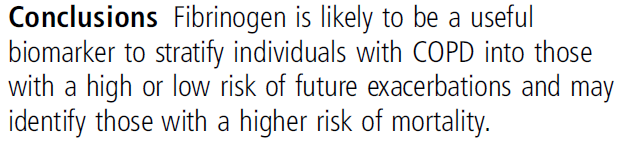 Conclusions Fibrinogen is likely to be a useful
biomarker to stratify individuals with COPD into those
with a high or low risk of future exacerbations and may
identify those with a higher risk of mortality.